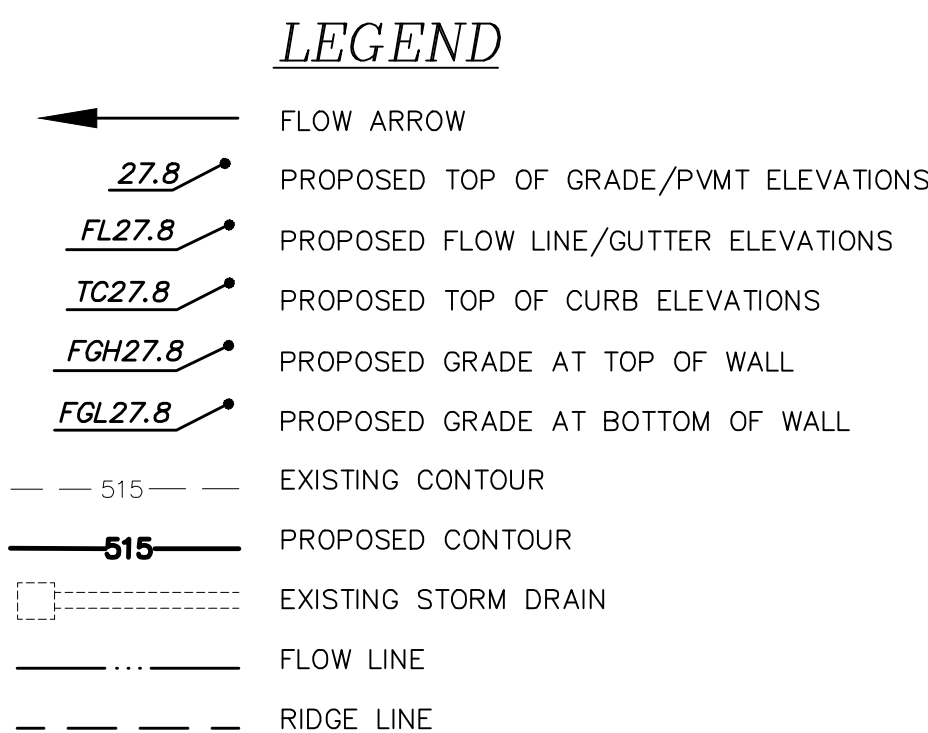 LEGEND
FLOW ARROW
27.8 PROPOSED TOP OF GRADE/PVMT ELEVATIONS
FL27.8 PROPOSED FLOW LINE/GUTTER ELEVATIONS
TC27.8 PROPOSED TOP OF CURB ELEVATIONS
FGH27.8 PROPOSED GRADE AT TOP OF WALL
FGL27.8 PROPOSED GRADE AT BOTTOM OF WALL
515 EXISTING CONTOUR
515 PROPOSED CONTOUR
EXISTING STORM DRAIN
FLOW LINE
RIDGE LINE